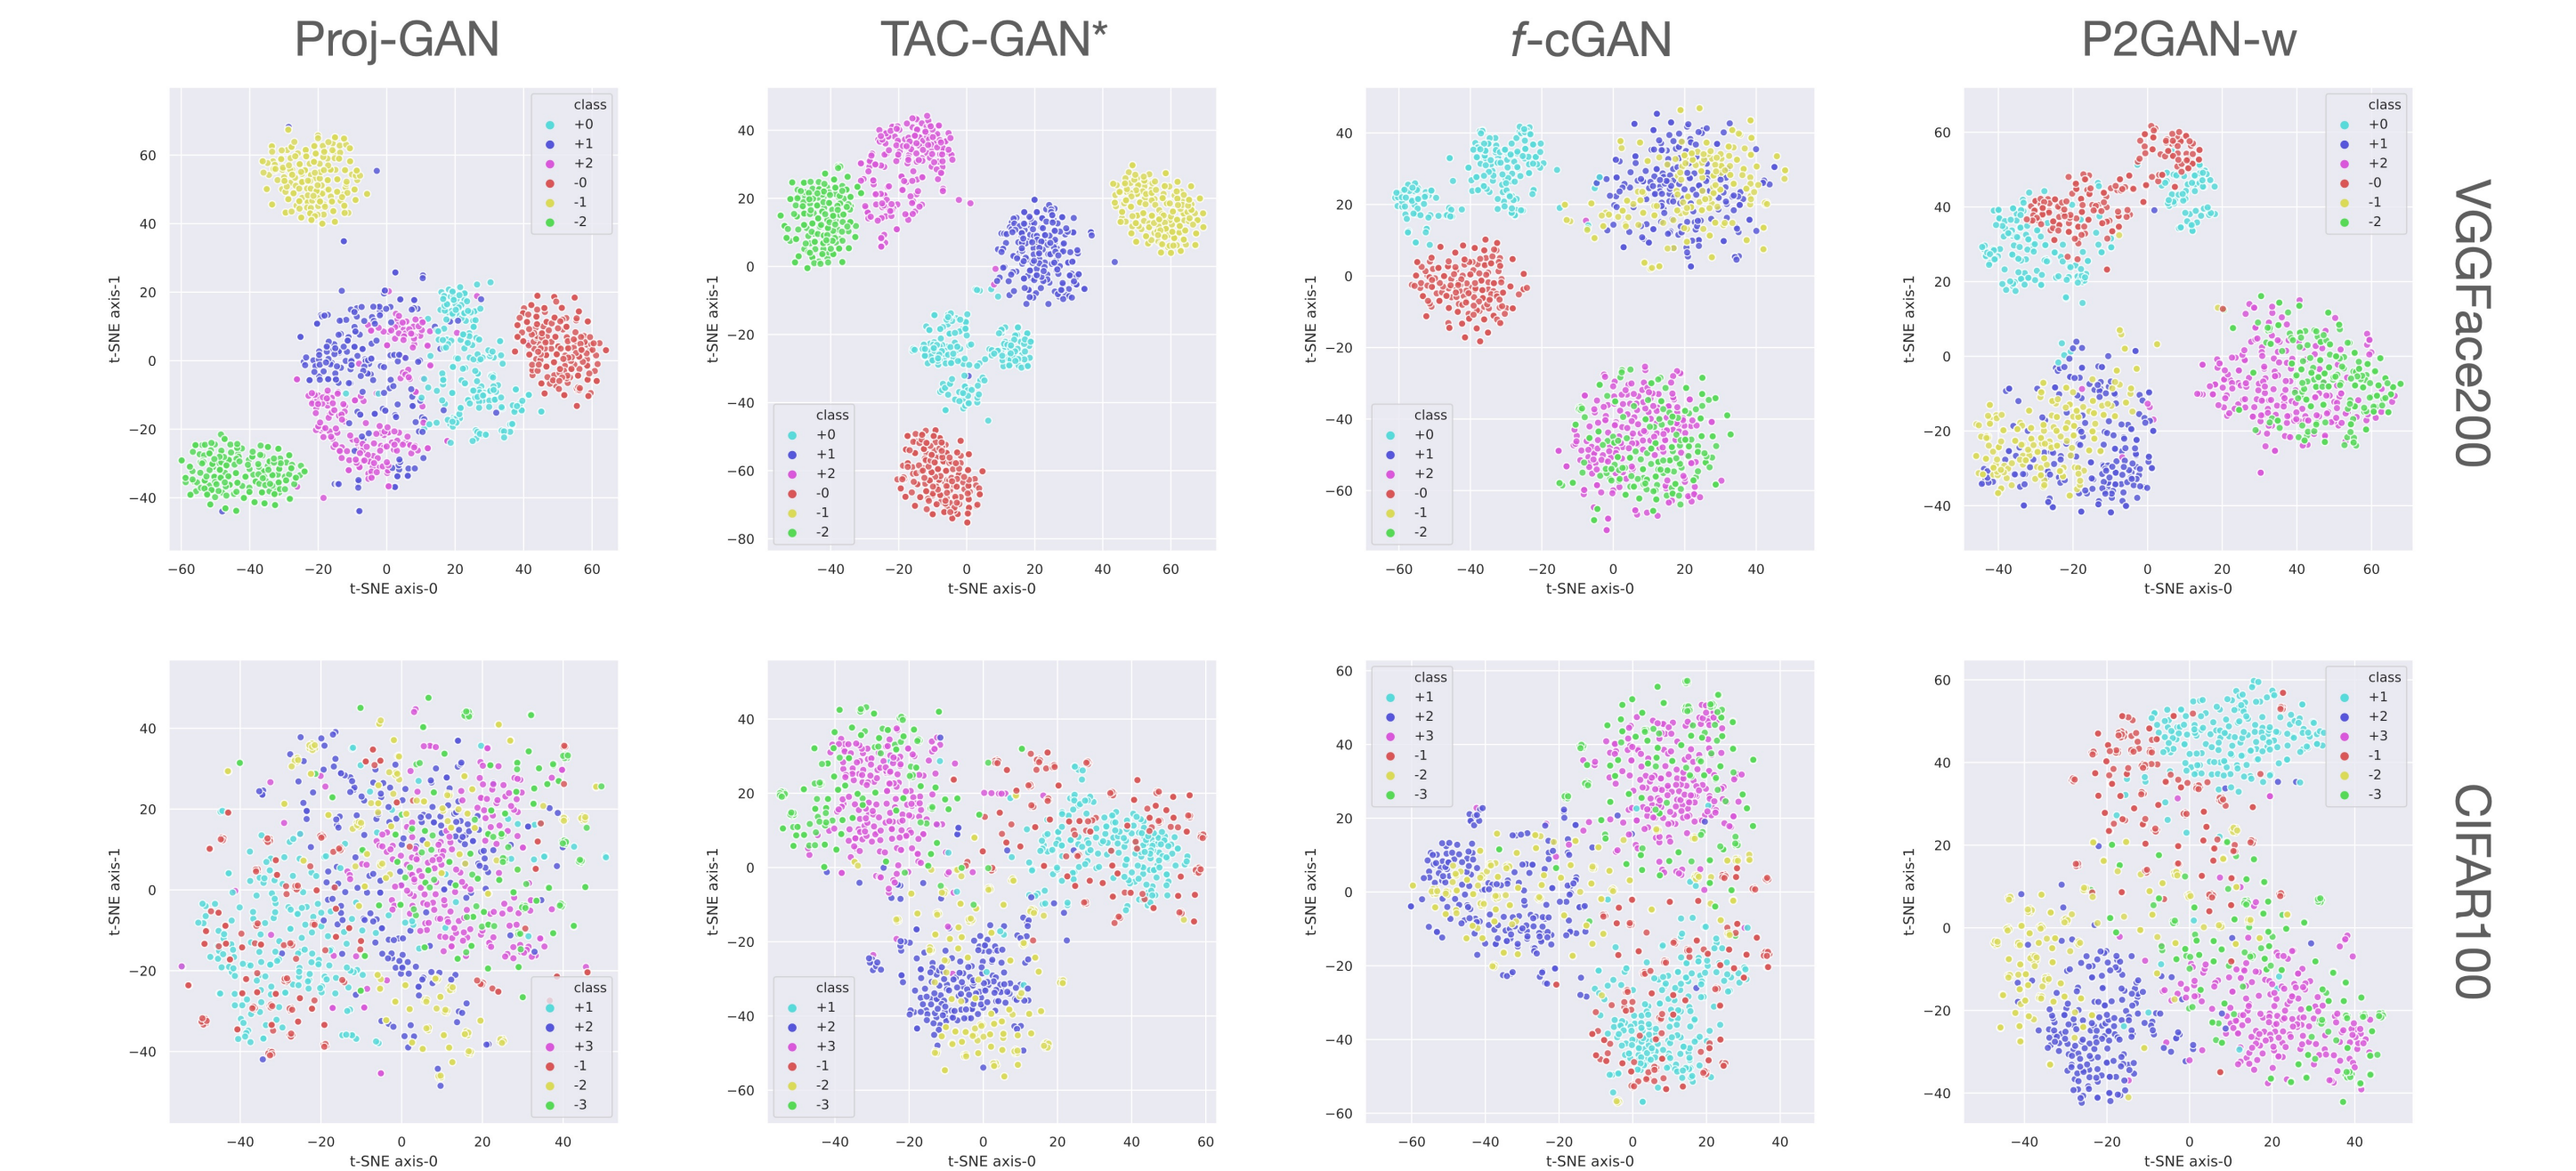 Proj-GAN
TAC-GAN*
f-cGAN
P2GAN-w
class
+0
+1
+2
-0
-1
-2
60
40
20
0
−20
−40
t-SNE axis-1
−60 −40 −20 0 20 40 60
t-SNE axis-0
40
20
0
−20
−40
−60
−80
t-SNE axis-1
class
+0
+1
+2
-0
-1
-2
−40 −20 0 20 40 60
t-SNE axis-0
40
20
0
−20
−40
−60
t-SNE axis-1
class
+0
+1
+2
-0
-1
-2
−60 −40 −20 0 20 40
t-SNE axis-0
class
+0
+1
+2
-0
-1
-2
60
40
20
0
−20
−40
t-SNE axis-1
−40 −20 0 20 40 60
t-SNE axis-0
VGGFace200
40
20
0
−20
−40
t-SNE axis-1
class
+1
+2
+3
-1
-2
-3
−40 −20 0 20 40
t-SNE axis-0
40
20
0
−20
−40
−60
t-SNE axis-1
class
+1
+2
+3
-1
-2
-3
−40 −20 0 20 40 60
t-SNE axis-0
class
+1
+2
+3
-1
-2
-3
60
40
20
0
−20
−40
−60
t-SNE axis-1
−60 −40 −20 0 20 40
t-SNE axis-0
class
+1
+2
+3
-1
-2
-3
60
40
20
0
−20
−40
t-SNE axis-1
−40 −20 0 20 40
t-SNE axis-0
CIFAR100